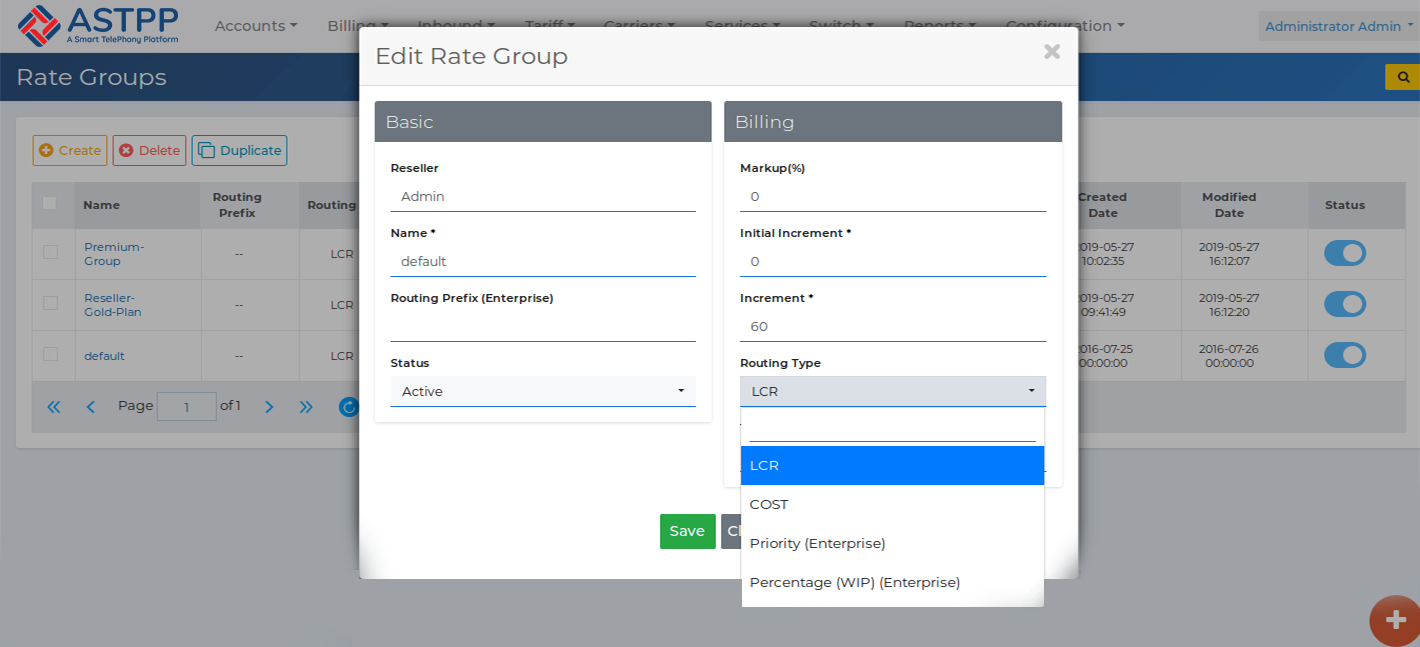 ASTPP
A Smart TelePhony Platform
Accounts
Billing
Inbound
Tariff
Carriers
Services
Switch
Reports
Configuration
Administrator Admin
Rate Groups
Edit Rate Group
Create
Delete
Duplicate
Name
Routing Prefix
Routing
Created Date
Modified Date
Status
Premium-Group
--
LCR
2019-05-27 10:02:35
2019-05-27 16:12:07
Reseller-Gold-Plan
--
LCR
2019-05-27 09:41:49
2019-05-27 16:12:20
default
--
LCR
2016-07-25 00:00:00
2016-07-26 00:00:00
Page 1 of 1
Basic
Reseller
Admin
Name *
default
Routing Prefix (Enterprise)
Status
Active
Billing
Markup(%)
0
Initial Increment *
0
Increment *
60
Routing Type
LCR
LCR
COST
Priority (Enterprise)
Percentage (WIP) (Enterprise)
Save